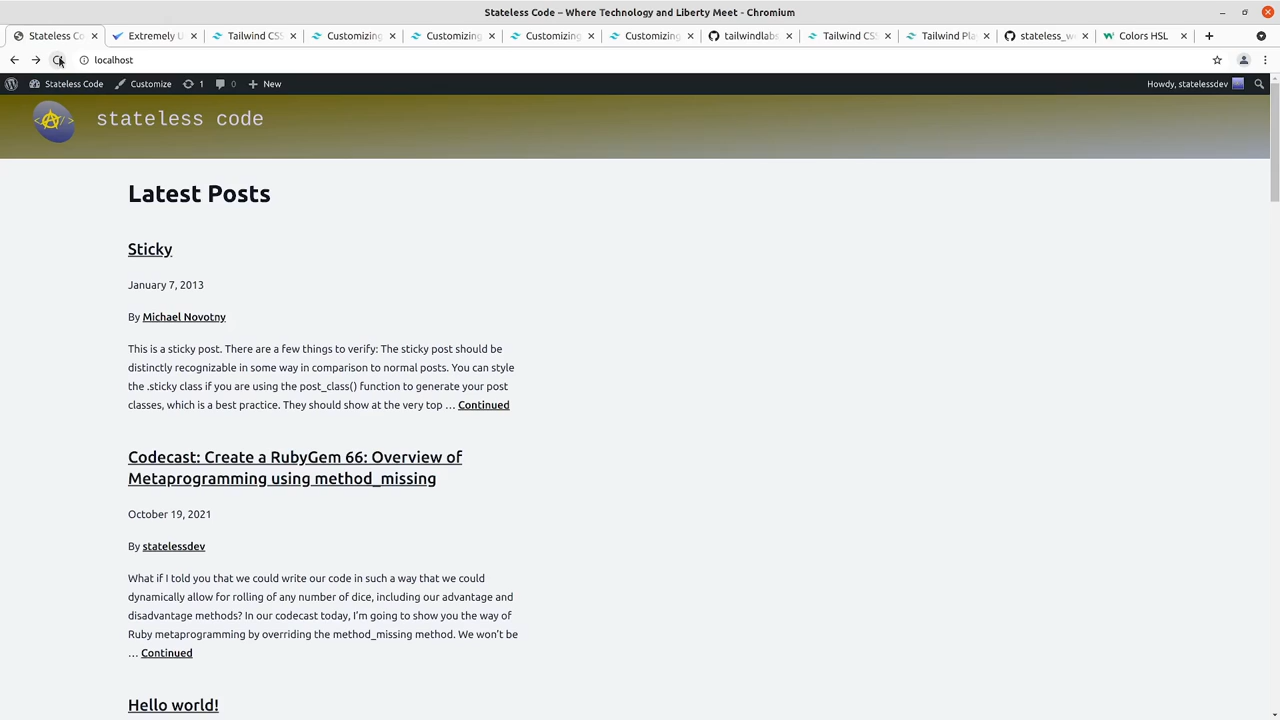 Stateless Code – Where Technology and Liberty Meet - Chromium
Stateless Co
Extremely U
Tailwind CSS
Customizing
Customizing
Customizing
Customizing
tailwindlabs
Tailwind CSS
Tailwind Pla
stateless_we
Colors HSL
localhost
Stateless Code
Customize
1
0
New
Howdy, statelessdev
</>
stateless code
Latest Posts
Sticky
January 7, 2013
By Michael Novotny
This is a sticky post. There are a few things to verify: The sticky post should be
distinctly recognizable in some way in comparison to normal posts. You can style
the .sticky class if you are using the post_class() function to generate your post
classes, which is a best practice. They should show at the very top … Continued
Codecast: Create a RubyGem 66: Overview of
Metaprogramming using method_missing
October 19, 2021
By statelessdev
What if I told you that we could write our code in such a way that we could
dynamically allow for rolling of any number of dice, including our advantage and
disadvantage methods? In our codecast today, I’m going to show you the way of
Ruby metaprogramming by overriding the method_missing method. We won’t be
… Continued
Hello world!